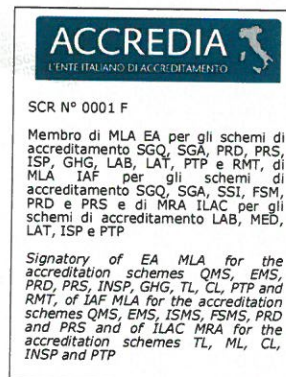 ACCREDIA
L'ENTE ITALIANO DI ACCREDITAMENTO
SCR N° 0001 F
Membro di MLA EA per gli schemi di
accreditamento SGQ, SGA, PRD, PRS,
ISP, GHG, LAB, LAT, PTP e RMT, di
MLA IAF per gli schemi di
accreditamento SGQ, SGA, SSI, FSM,
PRD e PRS e di MRA ILAC per gli
schemi di accreditamento LAB, MED,
LAT, ISP e PTP
Signatory of EA MLA for the
accreditation schemes QMS, EMS,
PRD, PRS, INSP, GHG, TL, CL, PTP and
RMT, of IAF MLA for the accreditation
schemes QMS, EMS, ISMS, FSMS, PRD
and PRS and of ILAC MRA for the
accreditation schemes TL, ML, CL,
INSP and PTP